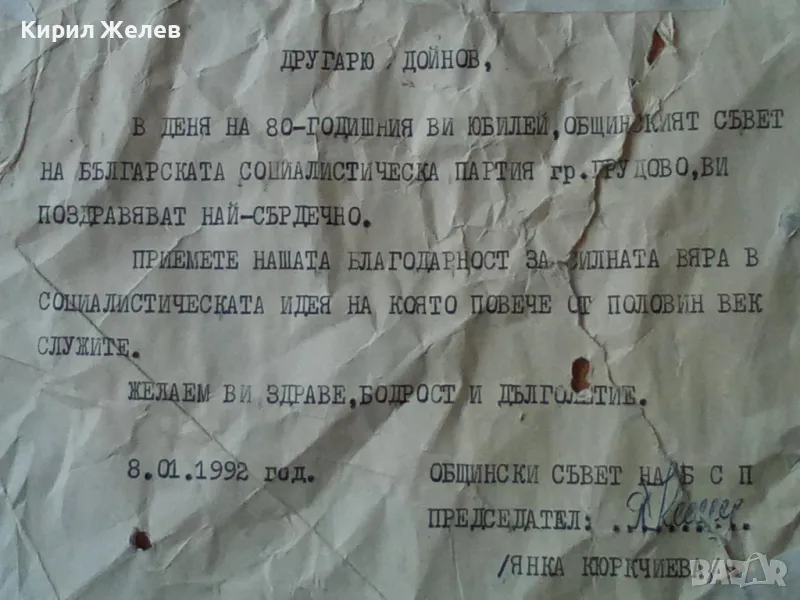 Кирил Желев
ДРУГАРЮ ДОЙНОВ,
В ДЕНЯ НА 80-ГОДИШНИЯ ВИ ЮБИЛЕЙ, ОБЩИНСКИЯТ СЪВЕТ
НА БЪЛГАРСКАТА СОЦИАЛИСТИЧЕСКА ПАРТИЯ гр.ГРУДОВО, ВИ
ПОЗДРАВЯВАТ НАЙ-СЪРДЕЧНО.
ПРИЕМЕТЕ НАШАТА БЛАГОДАРНОСТ ЗА СИЛНАТА ВЯРА В
СОЦИАЛИСТИЧЕСКАТА ИДЕЯ НА КОЯТО ПОВЕЧЕ ОТ ПОЛОВИН ВЕК
СЛУЖИТЕ.
ЖЕЛАЕМ ВИ ЗДРАВЕ, БОДРОСТ И ДЪЛГОЛЕТИЕ.
8.01.1992 год. ОБЩИНСКИ СЪВЕТ НА Б С П
ПРЕДСЕДАТЕЛ:
/ЯНКА КЮРКЧИЕВА/
BAZAR